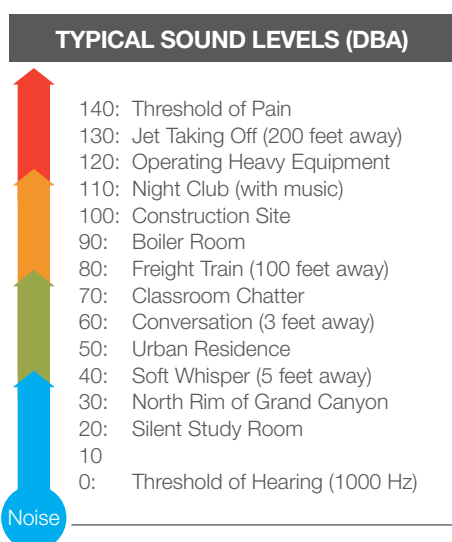 TYPICAL SOUND LEVELS (DBA)
140: Threshold of Pain
130: Jet Taking Off (200 feet away)
120: Operating Heavy Equipment
110: Night Club (with music)
100: Construction Site
90: Boiler Room
80: Freight Train (100 feet away)
70: Classroom Chatter
60: Conversation (3 feet away)
50: Urban Residence
40: Soft Whisper (5 feet away)
30: North Rim of Grand Canyon
20: Silent Study Room
10
0: Threshold of Hearing (1000 Hz)
Noise